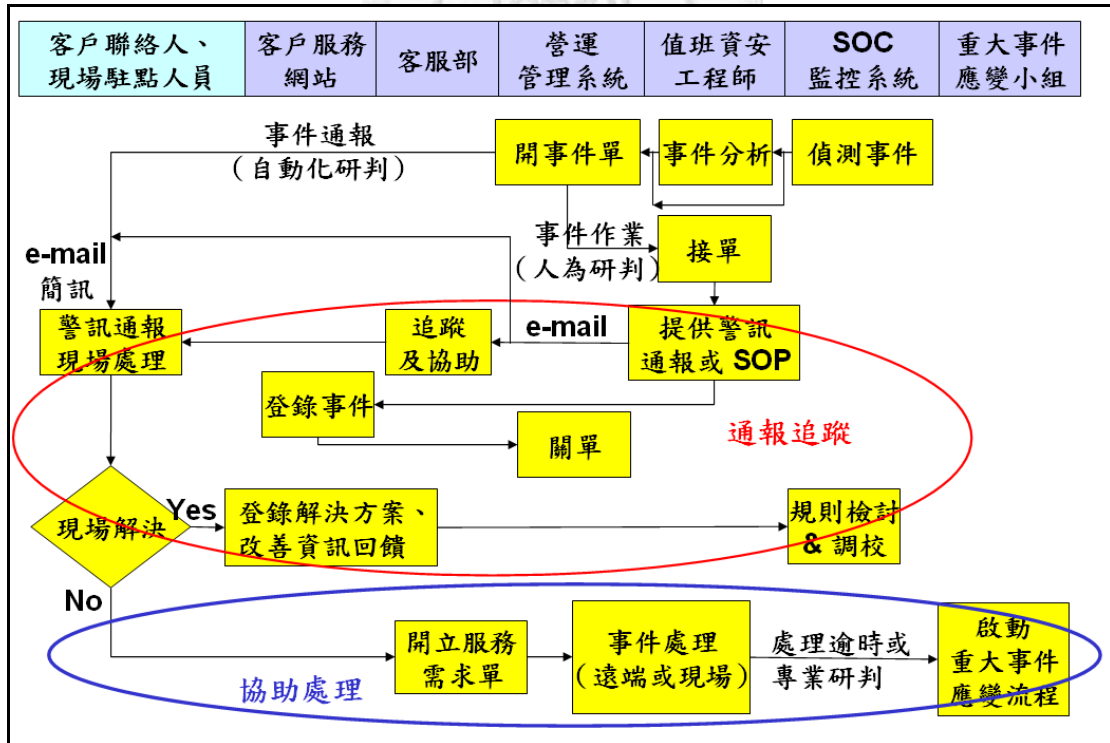 客戶聯絡人、
現場駐點人員
客戶服務
網站
客服部
營運
管理系統
值班資安
工程師
SOC
監控系統
重大事件
應變小組
事件通報
(自動化研判)
開事件單
事件分析
偵測事件
事件作業
(人為研判)
接單
e-mail
簡訊
警訊通報
現場處理
追蹤
及協助
e-mail
提供警訊
通報或 SOP
登錄事件
關單
通報追蹤
現場解決
Yes
登錄解決方案、
改善資訊回饋
規則檢討
& 調校
No
開立服務
需求單
事件處理
(遠端或現場)
處理逾時或
專業研判
啟動
重大事件
應變流程
協助處理